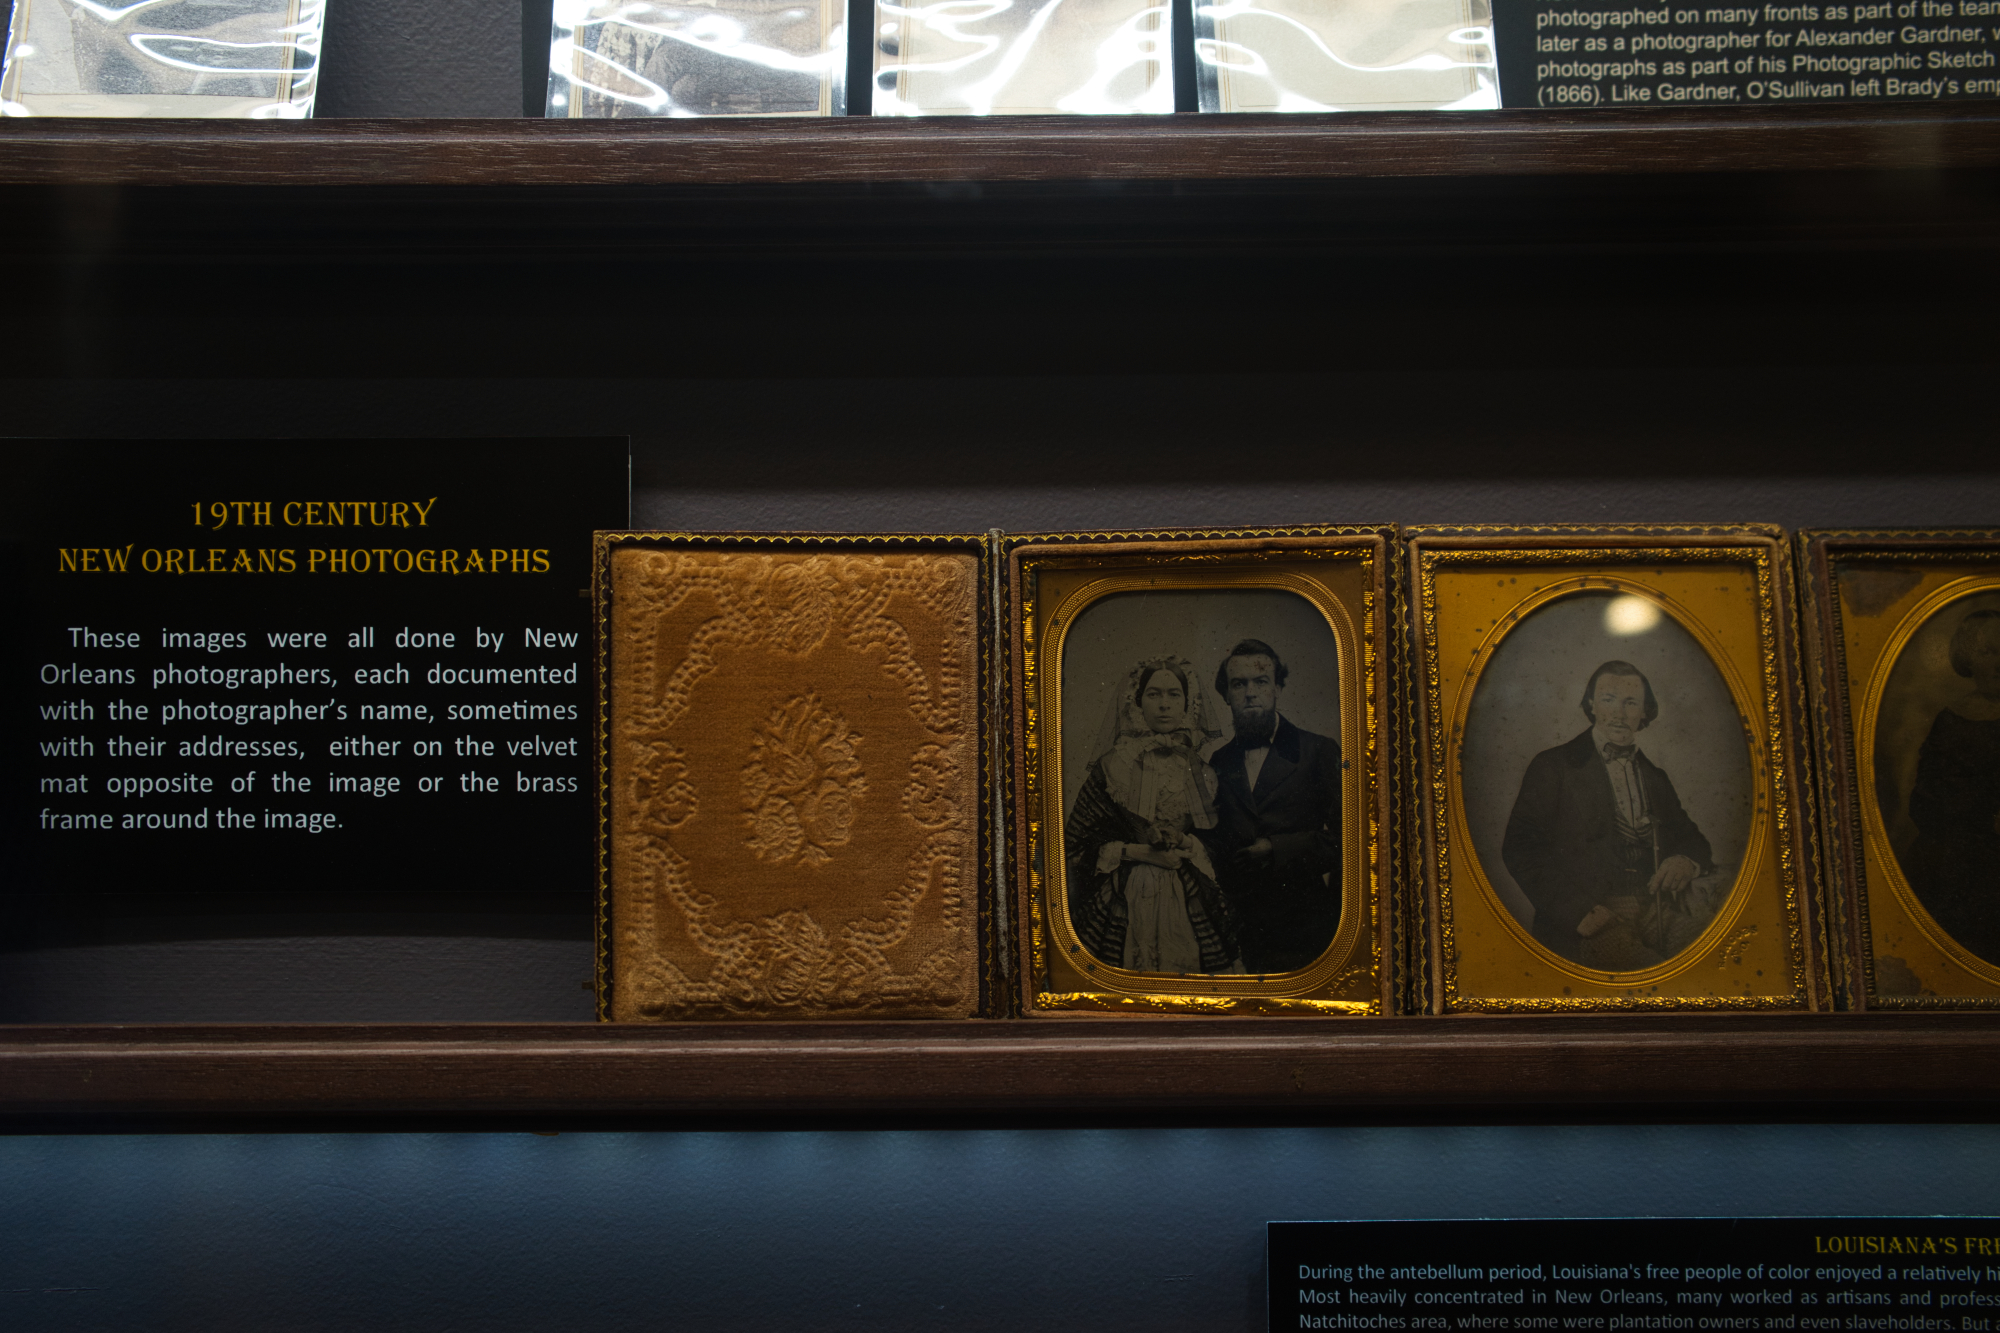 photographed on many fronts as part of the team
later as a photographer for Alexander Gardner,
photographs as part of his Photographic Sketch
(1866). Like Gardner, O'Sullivan left Brady's
19TH CENTURY
NEW ORLEANS PHOTOGRAPHS
These images were all done by New
Orleans photographers, each documented
with the photographer's name, sometimes
with their addresses, either on the velvet
mat opposite of the image or the brass
frame around the image.
LOUISIANA'S
During the antebellum period, Louisiana's free people of color enjoyed a relatively
Most heavily concentrated in New Orleans, many worked as artisans and
Natchitoches area, where some were plantation owners and even slaveholders. But